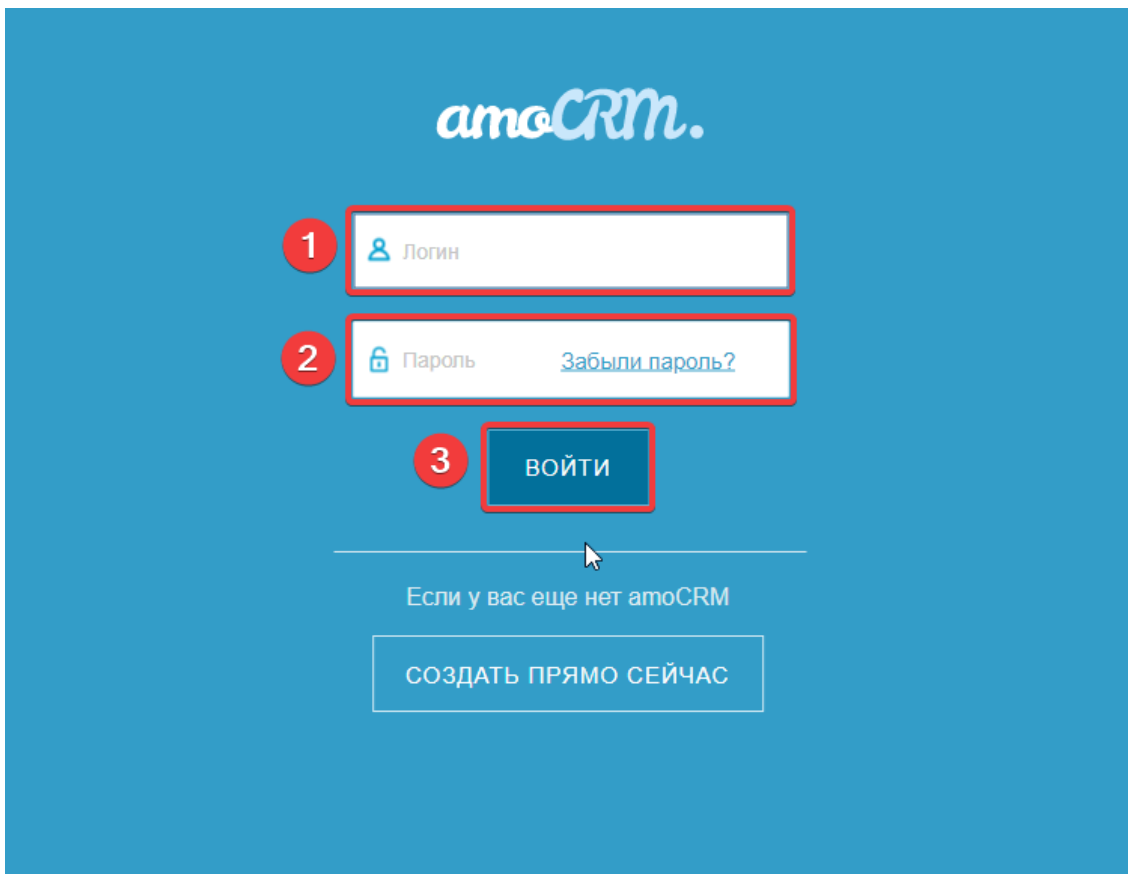 amoCRM.
1
Логин
2
Пароль Забыли пароль?
3
ВОЙТИ
Если у вас еще нет amoCRM
СОЗДАТЬ ПРЯМО СЕЙЧАС